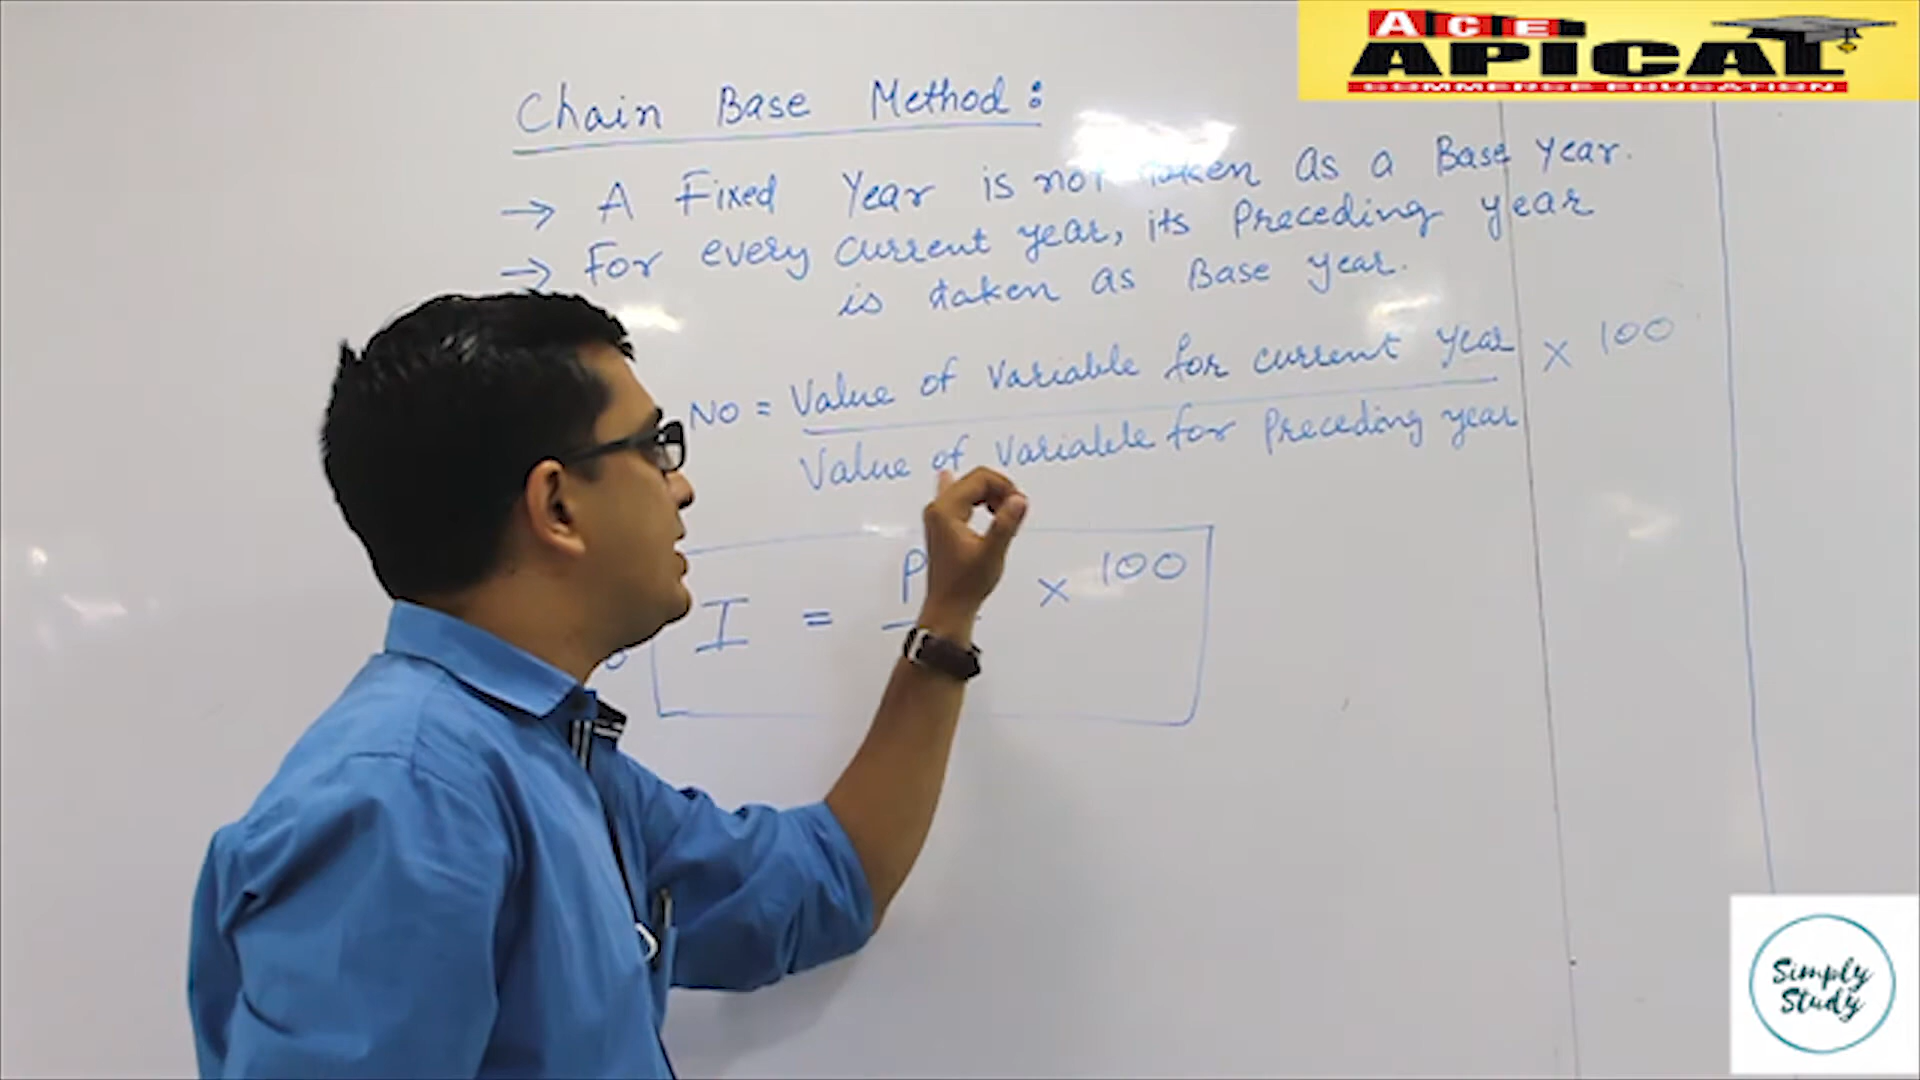 ACE
APICAL
COMMERCE EDUCATION
Chain Base Method :
→ A Fixed Year is not taken as a Base year.
→ For every current year, its Preceding year
is taken as Base year.
NO = Value of Variable for current year × 100
Value of Variable for Preceding year
I = P × 100
Simply
Study